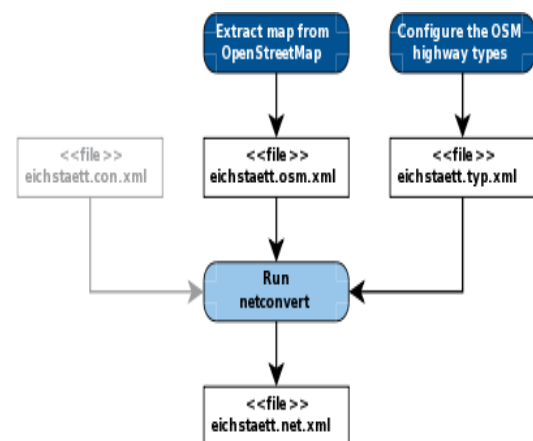 Extract map from
OpenStreetMap
Configure the OSM
highway types
<<file>>
eichstaett.con.xml
<<file>>
eichstaett.osm.xml
<<file>>
eichstaett.typ.xml
Run
netconvert
<<file>>
eichstaett.net.xml